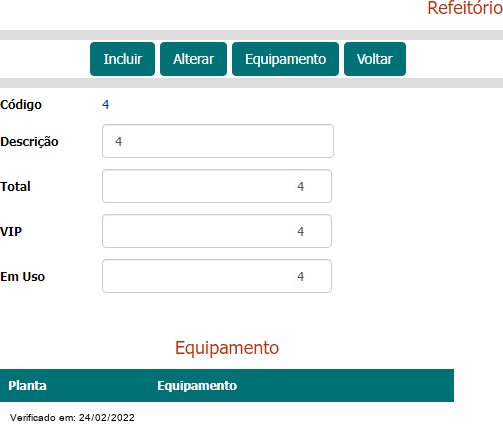 Refeitório
Incluir Alterar Equipamento Voltar
Código 4
Descrição 4
Total 4
VIP 4
Em Uso 4
Equipamento
Planta Equipamento
Verificado em: 24/02/2022